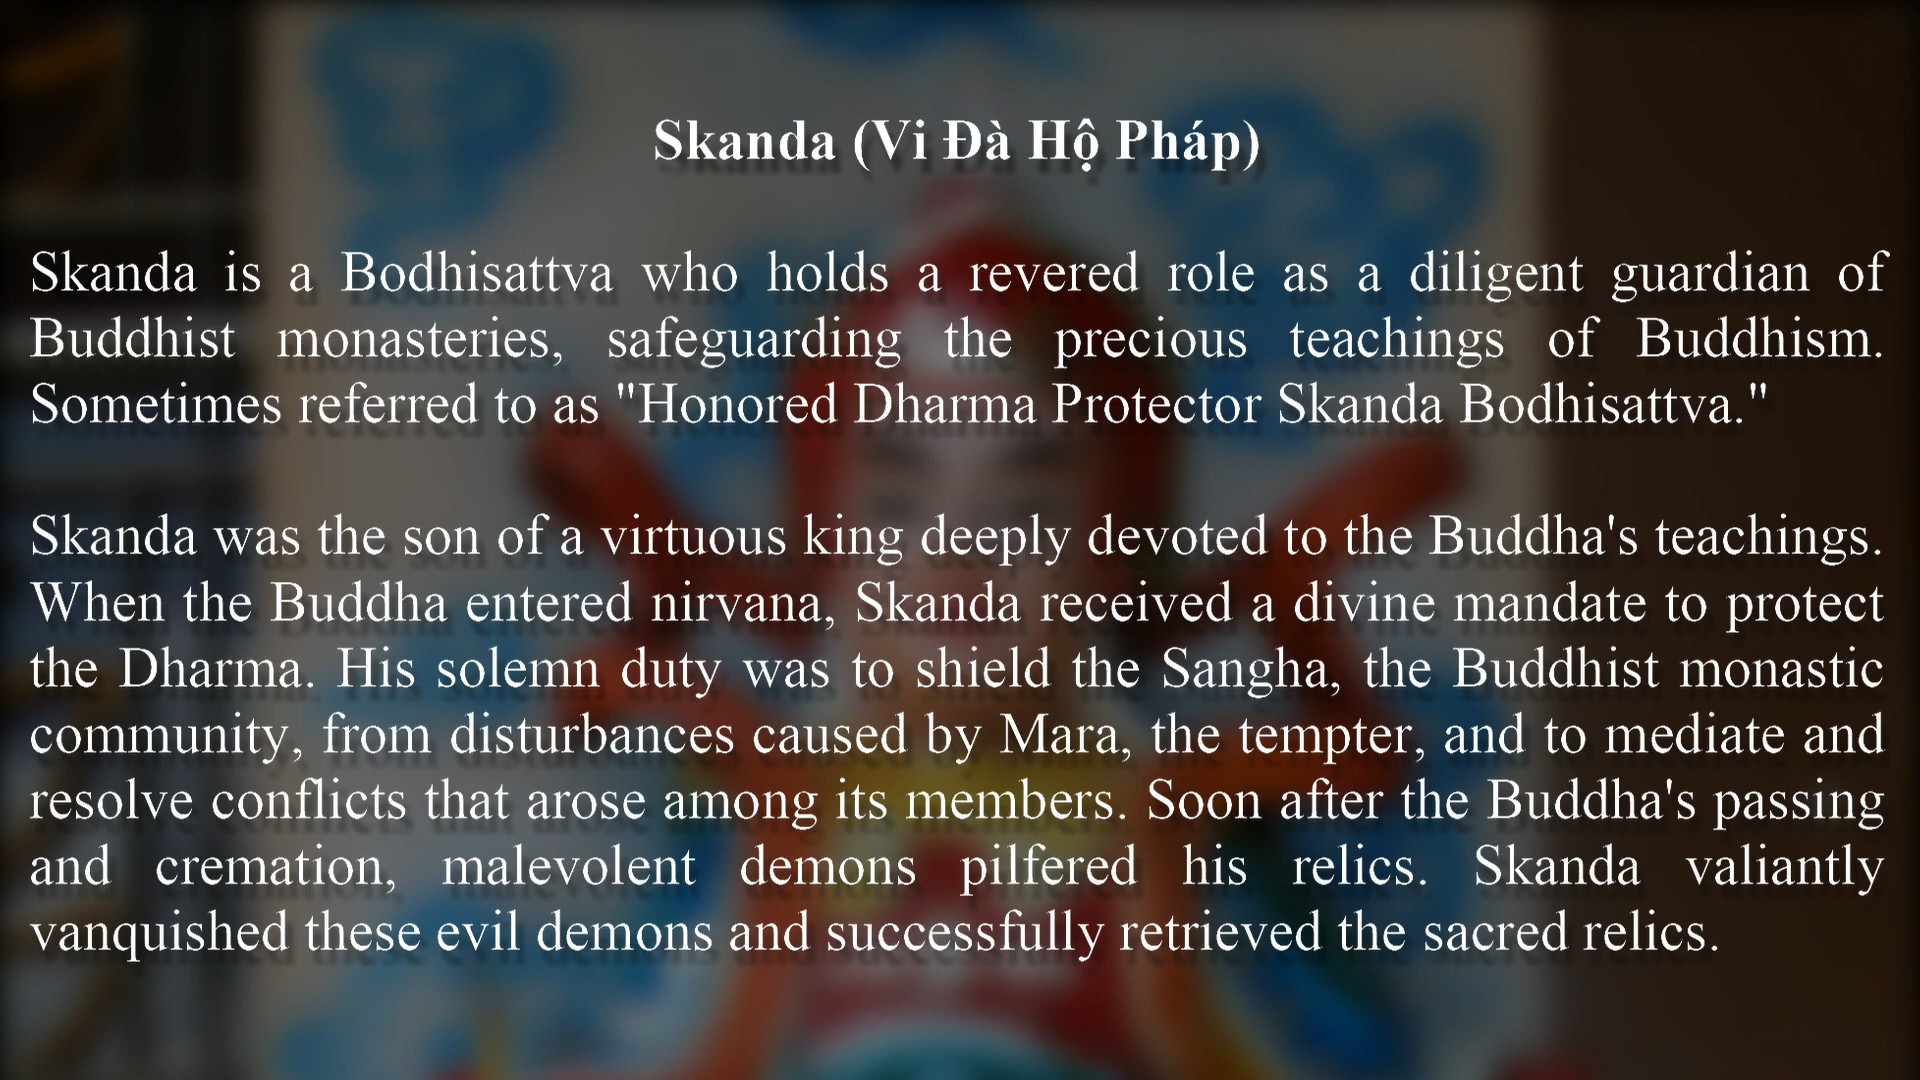 Skanda (Vi Đà Hộ Pháp)
Skanda is a Bodhisattva who holds a revered role as a diligent guardian of
Buddhist monasteries, safeguarding the precious teachings of Buddhism.
Sometimes referred to as "Honored Dharma Protector Skanda Bodhisattva."
Skanda was the son of a virtuous king deeply devoted to the Buddha's teachings.
When the Buddha entered nirvana, Skanda received a divine mandate to protect
the Dharma. His solemn duty was to shield the Sangha, the Buddhist monastic
community, from disturbances caused by Mara, the tempter, and to mediate and
resolve conflicts that arose among its members. Soon after the Buddha's passing
and cremation, malevolent demons pilfered his relics. Skanda valiantly
vanquished these evil demons and successfully retrieved the sacred relics.